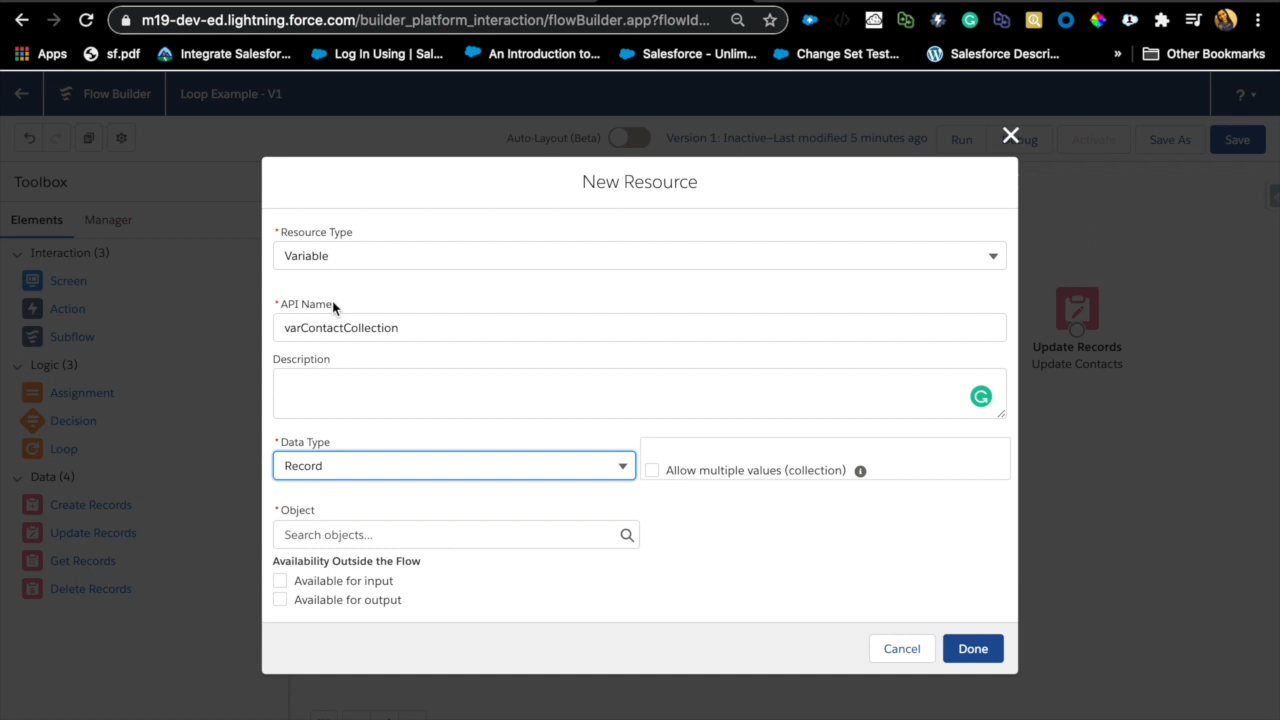 m19-dev-ed.lightning.force.com/builder_platform_interaction/flowBuilder.app?flowId...
Apps
sf.pdf
Integrate Salesfor...
Log In Using | Sal...
An Introduction to...
Salesforce - Unlim...
Change Set Test...
Salesforce Descri...
»
Other Bookmarks
Flow Builder
Loop Example - V1
?
Auto-Layout (Beta)
Version 1: Inactive—Last modified 5 minutes ago
Run
Activate
Save As
Save
Toolbox
New Resource
Elements
Manager
* Resource Type
Variable
Interaction (3)
Screen
Action
Subflow
* API Name
varContactCollection
Update Records
Update Contacts
Description
Logic (3)
Assignment
Decision
Loop
* Data Type
Record
Allow multiple values (collection)
Data (4)
Create Records
Update Records
Get Records
Delete Records
* Object
Search objects...
Availability Outside the Flow
Available for input
Available for output
Cancel
Done